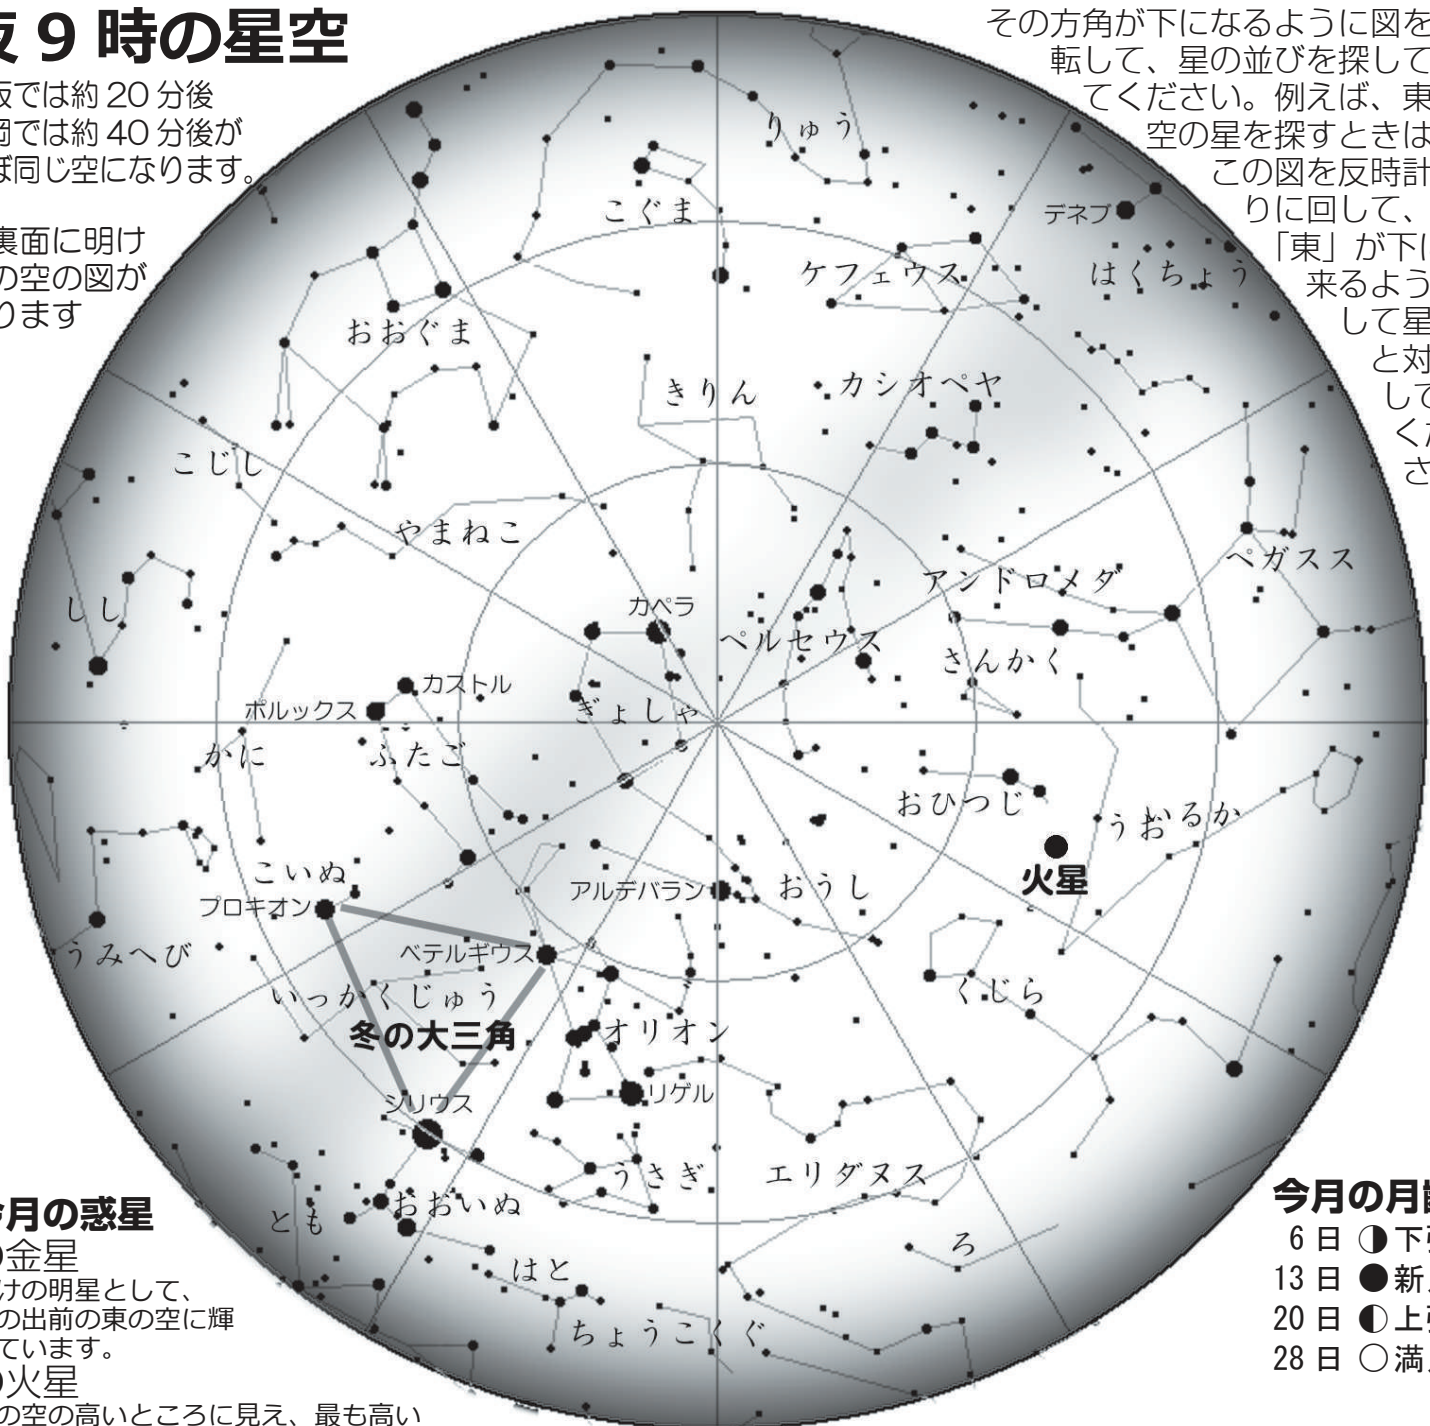 夜9時の星空
阪では約20分後
岡では約40分後が
ぼ同じ空になります。
裏面に明け
の空の図が
ります
その方角が下になるように図を
転して、星の並びを探して
てください。例えば、東
空の星を探すときは
この図を反時計
りに回して、
「東」が下に
来るよう
して星
と対
して
くだ
さ
りゅう
こぐま
デネブ
はくちょう
ケフェウス
おおぐま
きりん
カシオペヤ
こじし
やまねこ
ペガスス
アンドロメダ
しし
カペラ
ペルセウス
さんかく
カストル
ポルックス
ぎょしゃ
かに
ふたご
おひつじ
うお
るか
火星
こいぬ
プロキオン
アルデバラン
おうし
うみへび
ベテルギウス
いっかくじゅう
くじら
冬の大三角
オリオン
シリウス
リゲル
うさぎ
エリダヌス
とも
おおいぬ
はと
ろ
ちょうこくぐ
今月の惑星
の金星
けの明星として、
の出前の東の空に輝
ています。
の火星
の空の高いところに見え、最も高い
今月の月齢
6日 ◑下弦
13日 ●新月
20日 ◐上弦
28日 ○満月